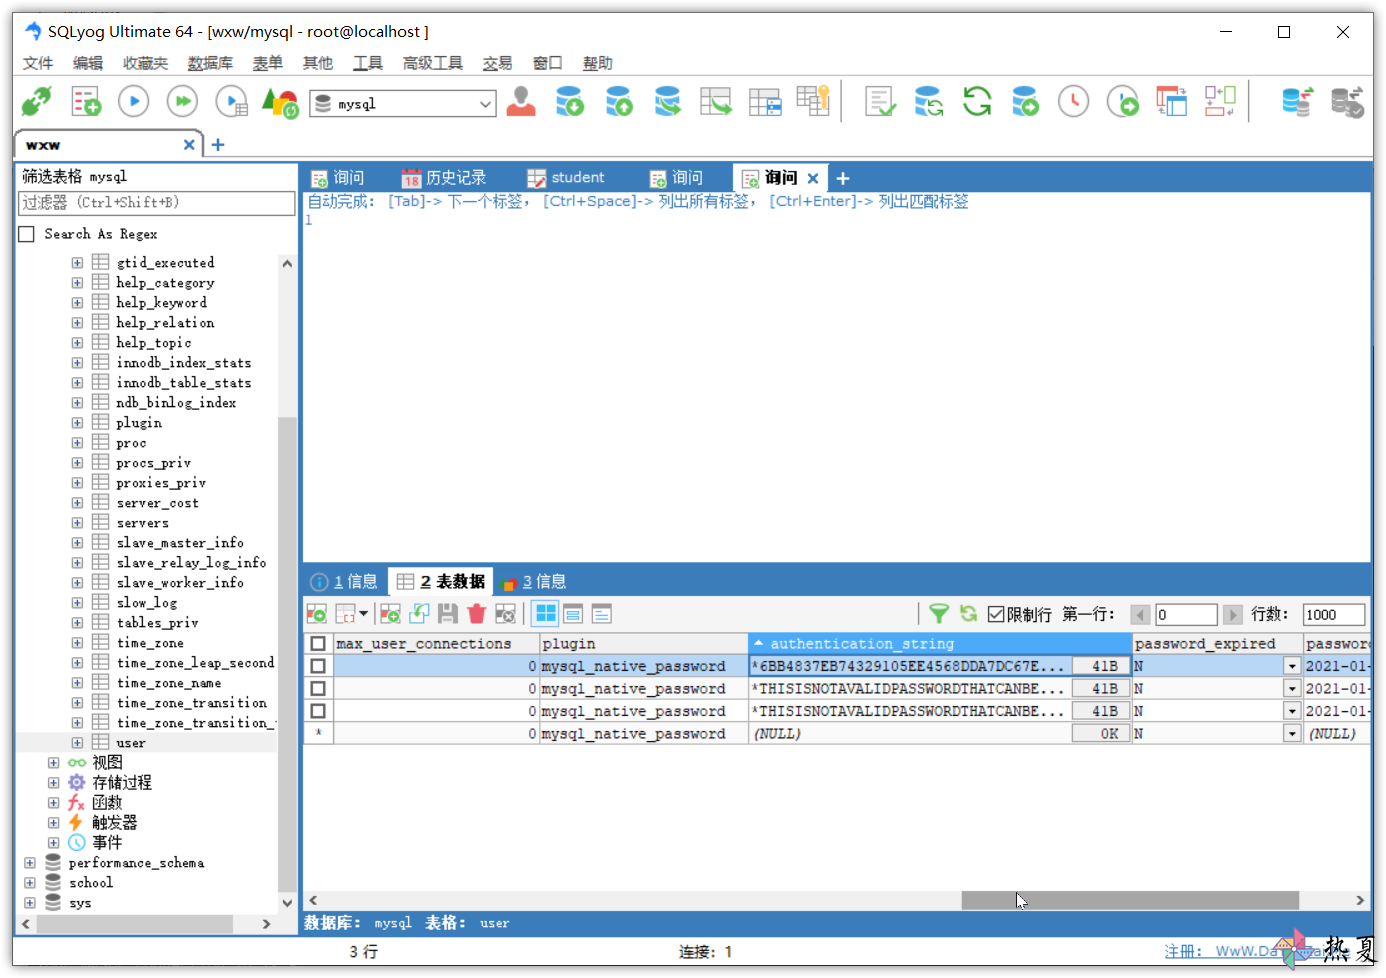 SQLyog Ultimate 64 - [wxw/mysql - root@localhost ]
文件 编辑 收藏夹 数据库 表单 其他 工具 高级工具 交易 窗口 帮助
mysql
wxw
筛选表格 mysql
过滤器 (Ctrl+Shift+B)
Search As Regex
gtid_executed
help_category
help_keyword
help_relation
help_topic
innodb_index_stats
innodb_table_stats
ndb_binlog_index
plugin
proc
procs_priv
proxies_priv
server_cost
servers
slave_master_info
slave_relay_log_info
slave_worker_info
slow_log
tables_priv
time_zone
time_zone_leap_second
time_zone_name
time_zone_transition
time_zone_transition_
user
视图
存储过程
函数
触发器
事件
performance_schema
school
sys
询问 18 历史记录 student 询问 询问
自动完成: [Tab]-> 下一个标签, [Ctrl+Space]-> 列出所有标签, [Ctrl+Enter]-> 列出匹配标签
1
1 信息 2 表数据 3 信息
限制行 第一行: 0 行数: 1000
max_user_connections plugin authentication_string password_expired passwor
0 mysql_native_password *6BB4837EB74329105EE4568DDA7DC67E... 41B N 2021-01-
0 mysql_native_password *THISISNOTAVALIDPASSWORDTHATCANBE... 41B N 2021-01-
0 mysql_native_password *THISISNOTAVALIDPASSWORDTHATCANBE... 41B N 2021-01-
* 0 mysql_native_password (NULL) 0K N (NULL)
数据库: mysql 表格: user
3 行 连接: 1 注册: WwW.Da
热夏